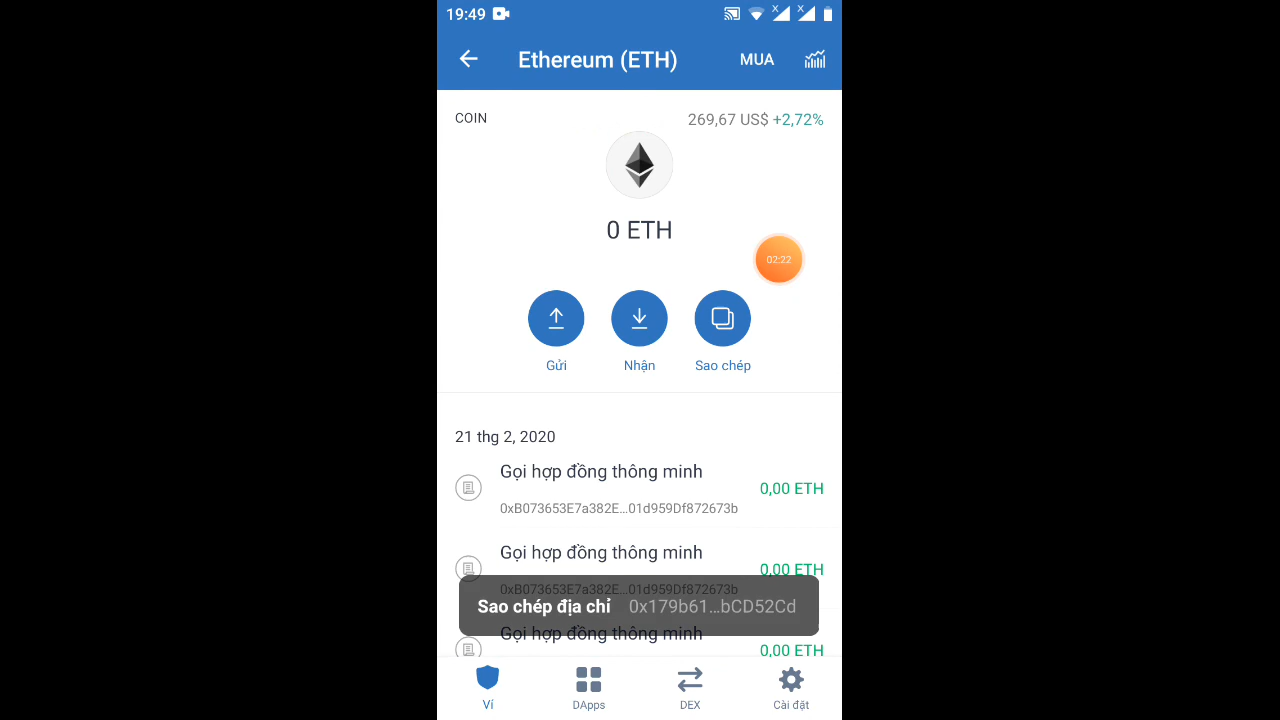 19:49
Ethereum (ETH)
MUA
COIN
269,67 US$ +2,72%
0 ETH
02:22
Gửi
Nhận
Sao chép
21 thg 2, 2020
Gọi hợp đồng thông minh
0xB073653E7a382E...01d959Df872673b
0,00 ETH
Gọi hợp đồng thông minh
0xB073653E7a382E...01d959Df872673b
0,00 ETH
Sao chép địa chỉ 0x179b61...bCD52Cd
Gọi hợp đồng thông minh
0,00 ETH
Ví
DApps
DEX
Cài đặt